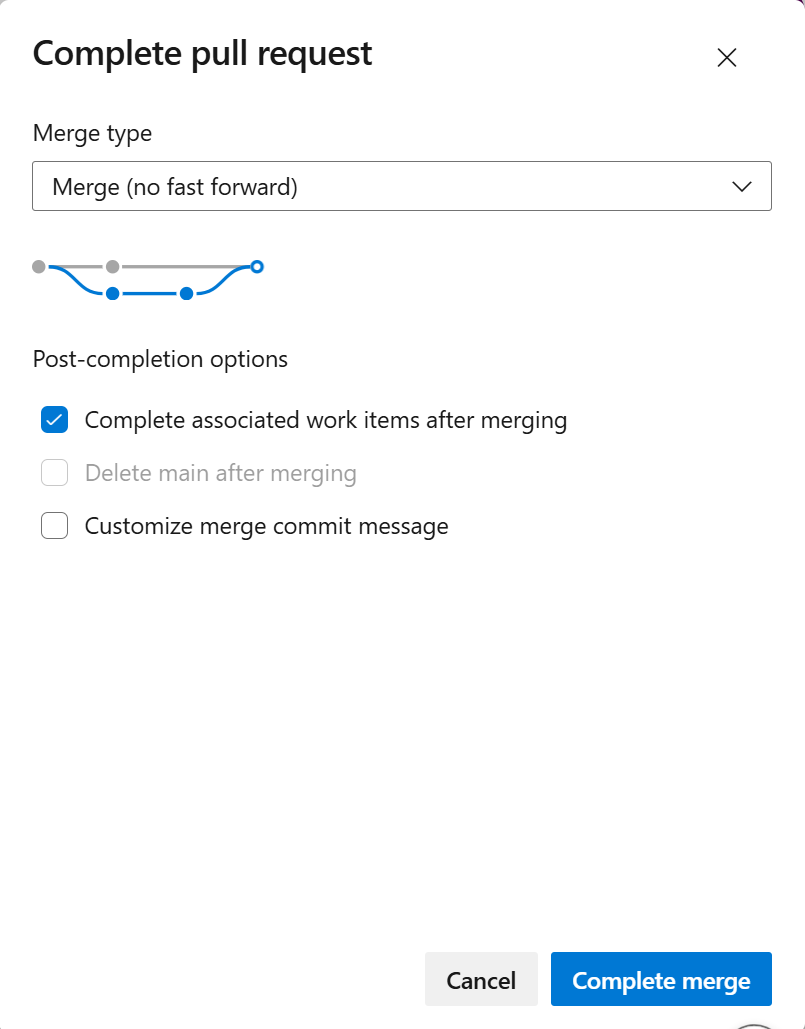 Complete pull request
Merge type
Merge (no fast forward)
Post-completion options
Complete associated work items after merging
Delete main after merging
Customize merge commit message
Cancel
Complete merge